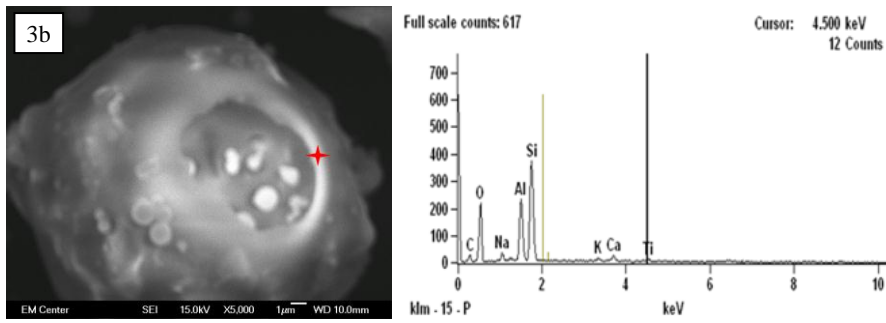 3b
EM Center SEI 15.0kV X5,000 1μm WD 10.0mm
Full scale counts: 617 Cursor: 4.500 keV
12 Counts
700
600
500
400
300
200
100
0
C O Na Al Si K Ca Ti
0 2 4 6 8 10
klm - 15 - P keV